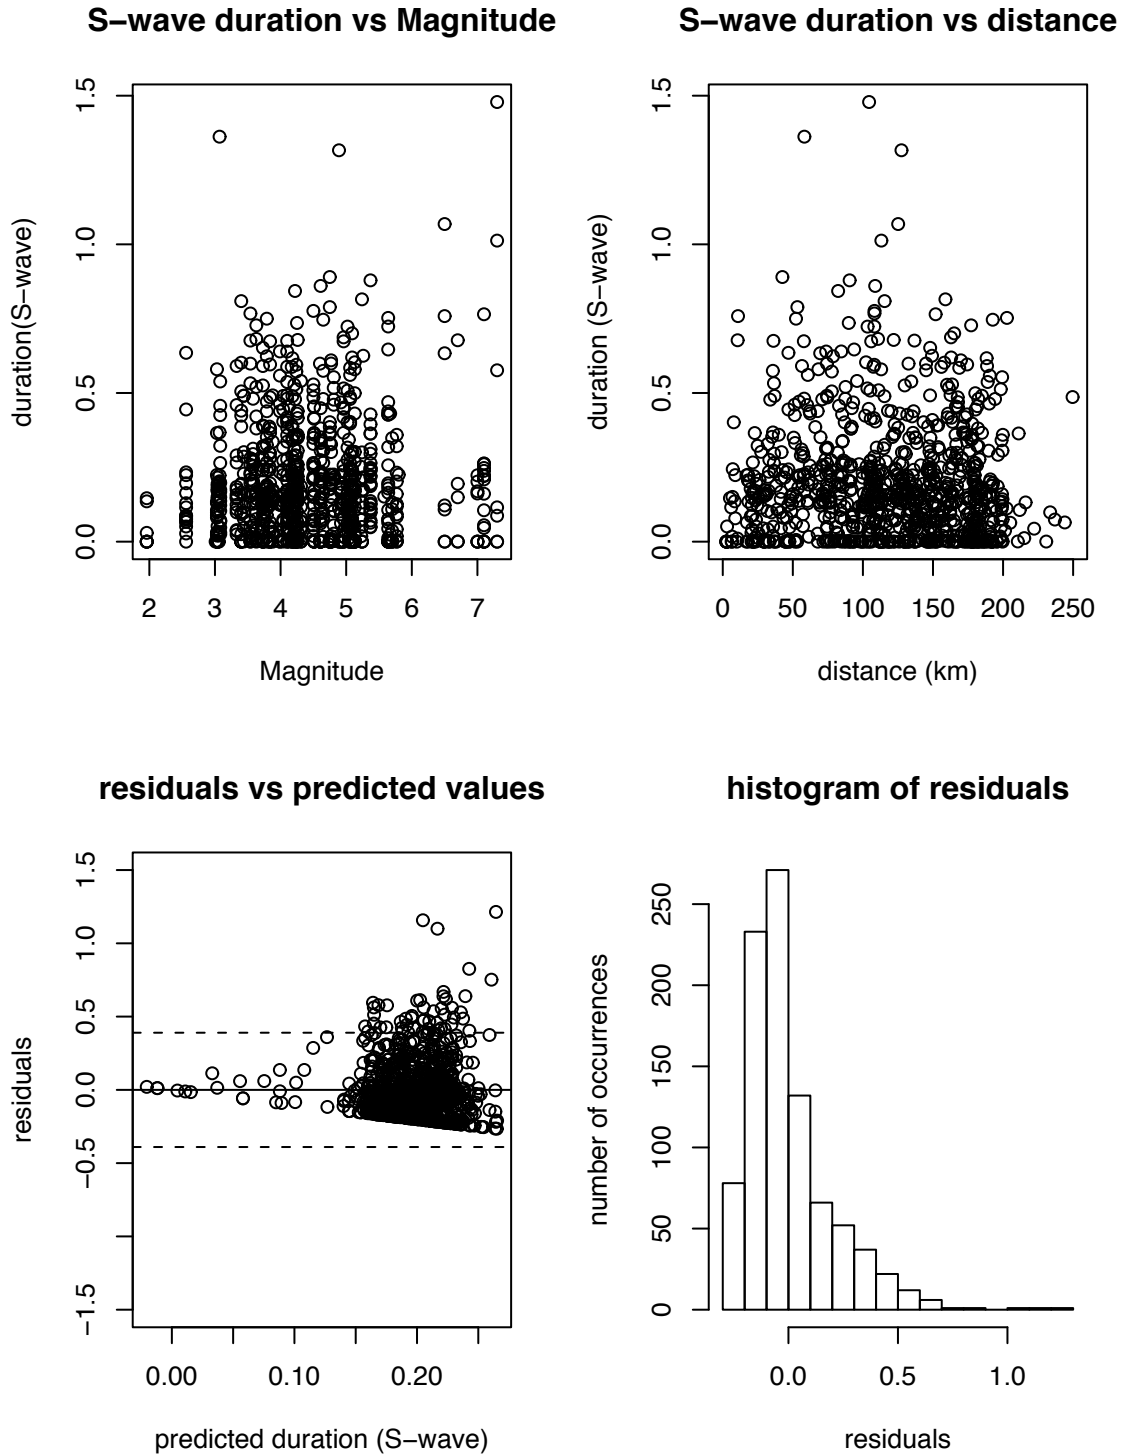 S−wave duration vs Magnitude
duration(S−wave)
0.0 0.5 1.0 1.5
2 3 4 5 6 7
Magnitude
S−wave duration vs distance
duration (S−wave)
0.0 0.5 1.0 1.5
0 50 100 150 200 250
distance (km)
residuals vs predicted values
residuals
−1.5 −0.5 0.0 0.5 1.0 1.5
0.00 0.10 0.20
predicted duration (S−wave)
histogram of residuals
number of occurrences
0 50 100 150 200 250
0.0 0.5 1.0
residuals